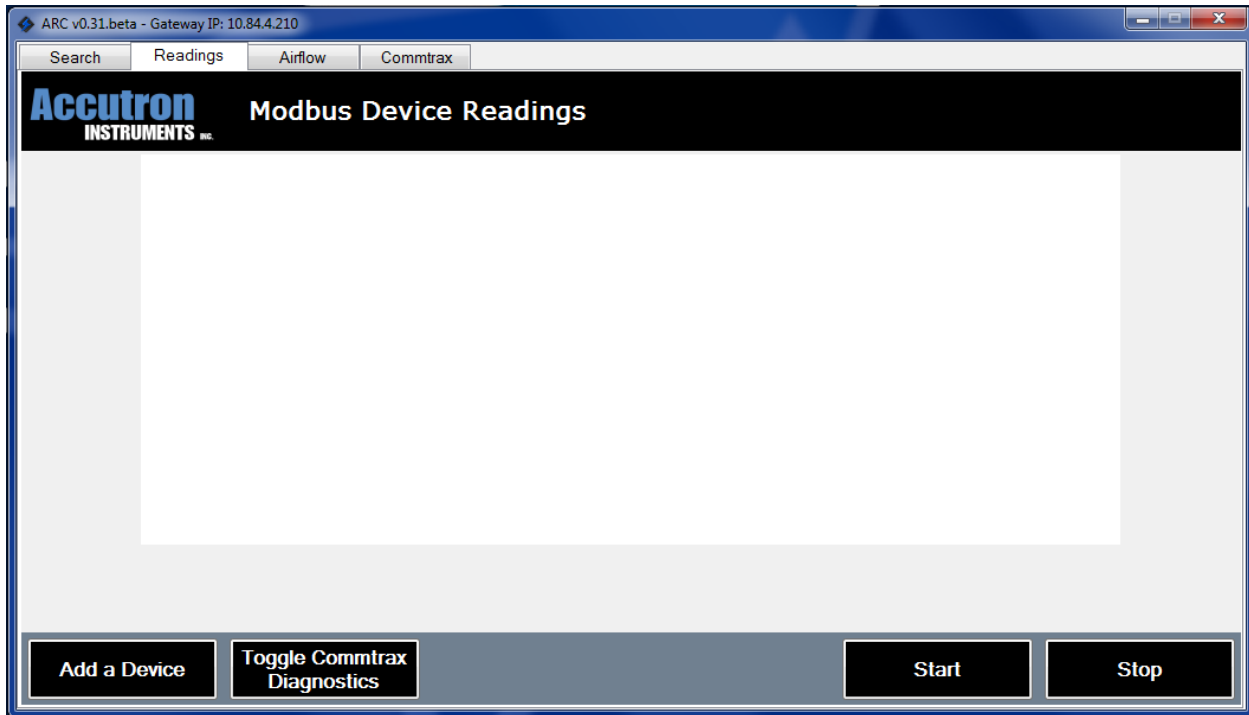 ARC v0.31.beta - Gateway IP: 10.84.4.210
Search Readings Airflow Commtrax
Accutron
INSTRUMENTS INC.
Modbus Device Readings
Add a Device
Toggle Commtrax
Diagnostics
Start
Stop